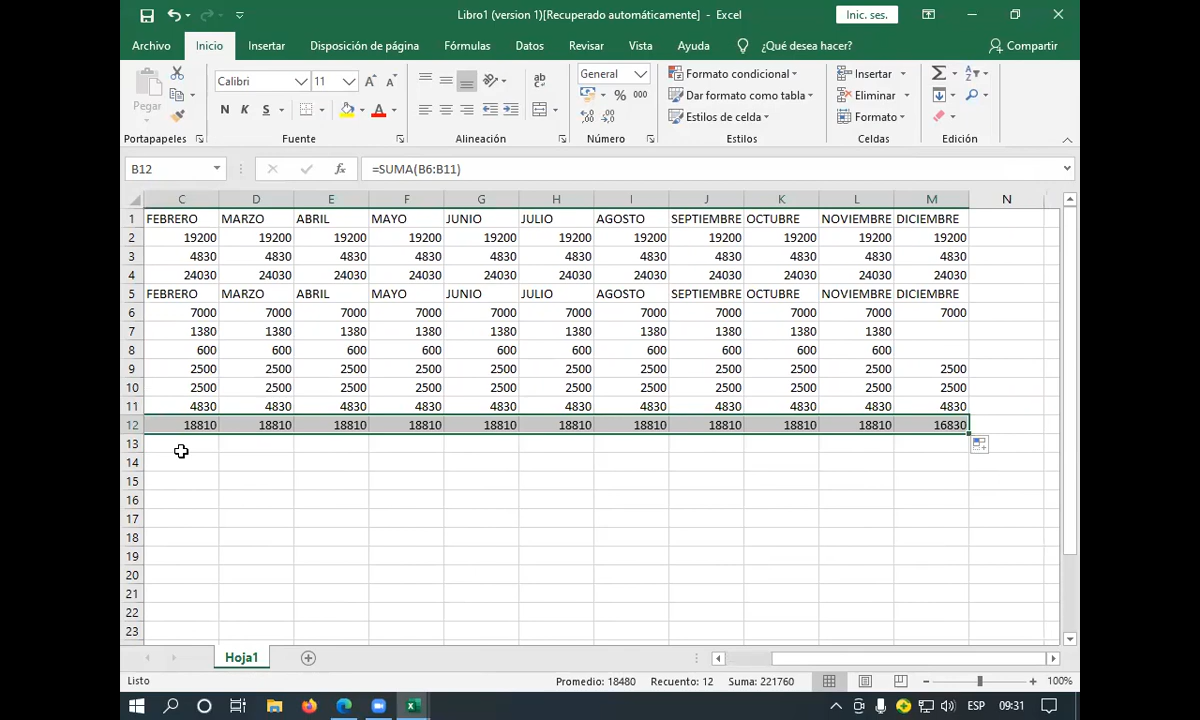 Libro1 (version 1)[Recuperado automáticamente] - Excel
Inic. ses.
Archivo Inicio Insertar Disposición de página Fórmulas Datos Revisar Vista Ayuda ¿Qué desea hacer? Compartir
Pegar
Calibri 11
N K S
General
% 000
Formato condicional
Dar formato como tabla
Estilos de celda
Insertar
Eliminar
Formato
Portapapeles Fuente Alineación Número Estilos Celdas Edición
B12 fx =SUMA(B6:B11)
C D E F G H I J K L M N
1 FEBRERO MARZO ABRIL MAYO JUNIO JULIO AGOSTO SEPTIEMBRE OCTUBRE NOVIEMBRE DICIEMBRE
2 19200 19200 19200 19200 19200 19200 19200 19200 19200 19200 19200
3 4830 4830 4830 4830 4830 4830 4830 4830 4830 4830 4830
4 24030 24030 24030 24030 24030 24030 24030 24030 24030 24030 24030
5 FEBRERO MARZO ABRIL MAYO JUNIO JULIO AGOSTO SEPTIEMBRE OCTUBRE NOVIEMBRE DICIEMBRE
6 7000 7000 7000 7000 7000 7000 7000 7000 7000 7000 7000
7 1380 1380 1380 1380 1380 1380 1380 1380 1380 1380
8 600 600 600 600 600 600 600 600 600 600
9 2500 2500 2500 2500 2500 2500 2500 2500 2500 2500 2500
10 2500 2500 2500 2500 2500 2500 2500 2500 2500 2500 2500
11 4830 4830 4830 4830 4830 4830 4830 4830 4830 4830 4830
12 18810 18810 18810 18810 18810 18810 18810 18810 18810 18810 16830
13
14
15
16
17
18
19
20
21
22
23
Hoja1
Listo Promedio: 18480 Recuento: 12 Suma: 221760 100%
ESP 09:31